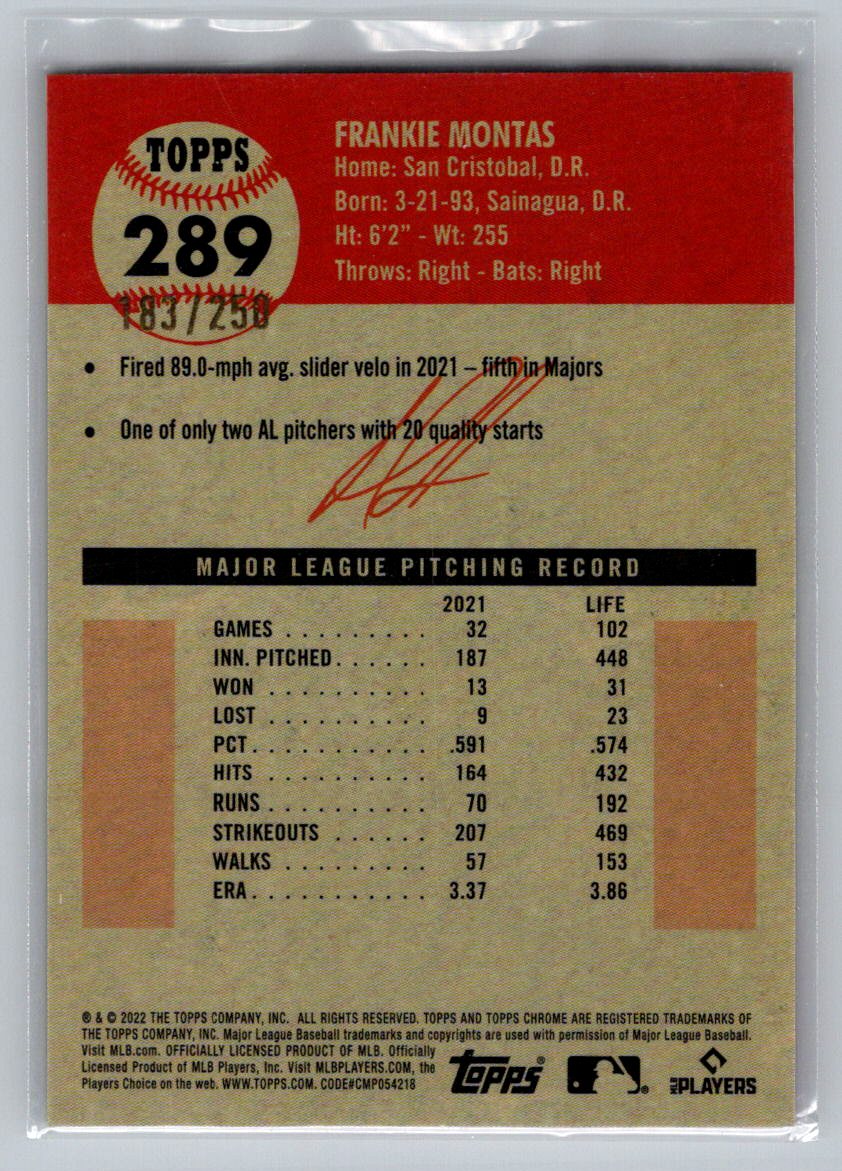 TOPPS
289
183/250
FRANKIE MONTAS
Home: San Cristobal, D.R.
Born: 3-21-93, Sainagua, D.R.
Ht: 6'2" - Wt: 255
Throws: Right - Bats: Right
• Fired 89.0-mph avg. slider velo in 2021 – fifth in Majors
• One of only two AL pitchers with 20 quality starts
MAJOR LEAGUE PITCHING RECORD
2021 LIFE
GAMES . . . . . . . . . 32 102
INN. PITCHED . . . . . . 187 448
WON . . . . . . . . . . 13 31
LOST . . . . . . . . . . 9 23
PCT. . . . . . . . . . . .591 .574
HITS . . . . . . . . . . 164 432
RUNS . . . . . . . . . . 70 192
STRIKEOUTS . . . . . . 207 469
WALKS . . . . . . . . . 57 153
ERA. . . . . . . . . . . 3.37 3.86
® & © 2022 THE TOPPS COMPANY, INC. ALL RIGHTS RESERVED. TOPPS AND TOPPS CHROME ARE REGISTERED TRADEMARKS OF
THE TOPPS COMPANY, INC. Major League Baseball trademarks and copyrights are used with permission of Major League Baseball.
Visit MLB.com. OFFICIALLY LICENSED PRODUCT OF MLB. Officially
Licensed Product of MLB Players, Inc. Visit MLBPLAYERS.COM, the
Players Choice on the web. WWW.TOPPS.COM. CODE#CMP054218
topps®
MLB PLAYERS